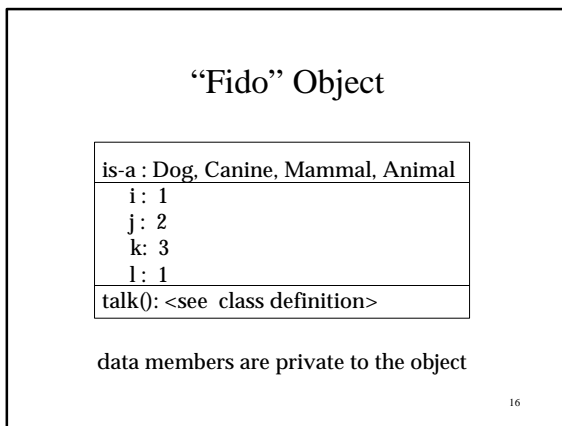 “Fido” Object
is-a : Dog, Canine, Mammal, Animal
i : 1
j : 2
k: 3
l : 1
talk(): <see class definition>
data members are private to the object
16